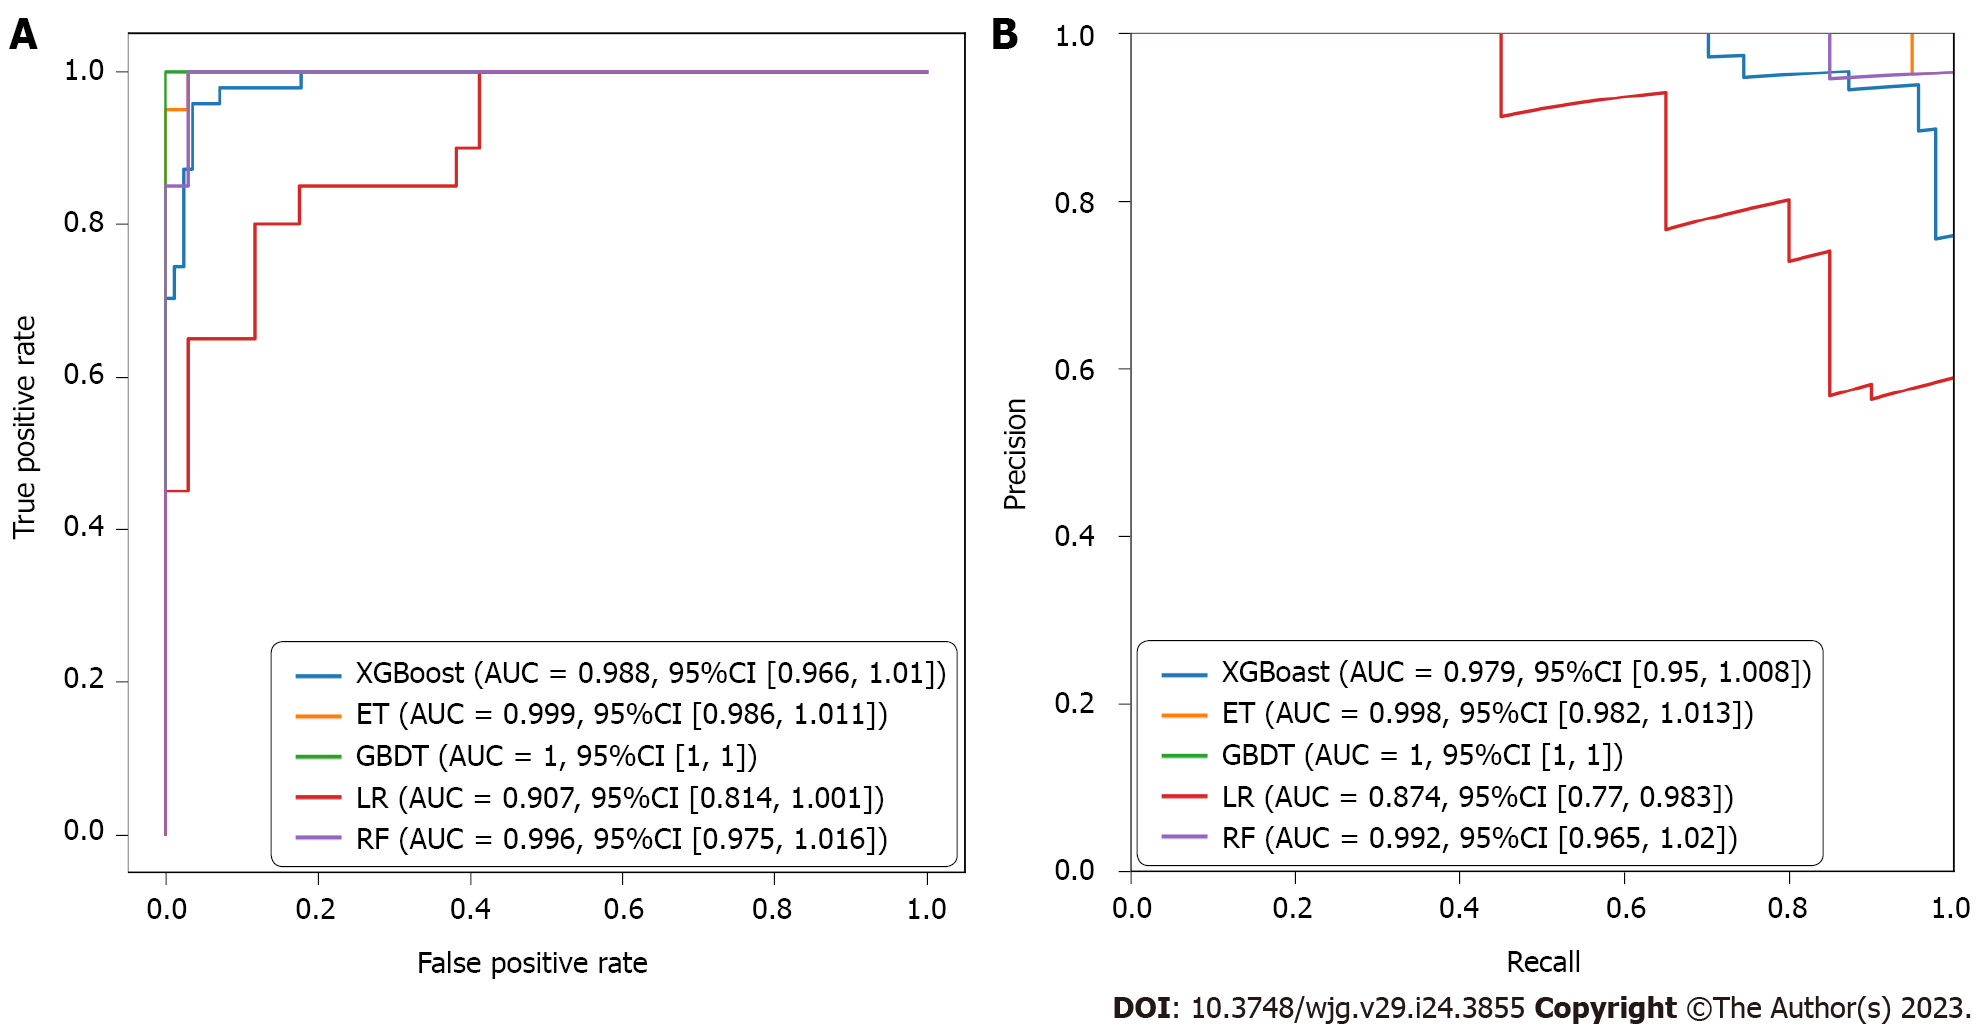 A
True positive rate
1.0
0.8
0.6
0.4
0.2
0.0
XGBoost (AUC = 0.988, 95%CI [0.966, 1.01])
ET (AUC = 0.999, 95%CI [0.986, 1.011])
GBDT (AUC = 1, 95%CI [1, 1])
LR (AUC = 0.907, 95%CI [0.814, 1.001])
RF (AUC = 0.996, 95%CI [0.975, 1.016])
0.0 0.2 0.4 0.6 0.8 1.0
False positive rate
B
Precision
1.0
0.8
0.6
0.4
0.2
0.0
XGBoast (AUC = 0.979, 95%CI [0.95, 1.008])
ET (AUC = 0.998, 95%CI [0.982, 1.013])
GBDT (AUC = 1, 95%CI [1, 1])
LR (AUC = 0.874, 95%CI [0.77, 0.983])
RF (AUC = 0.992, 95%CI [0.965, 1.02])
0.0 0.2 0.4 0.6 0.8 1.0
Recall
DOI: 10.3748/wjg.v29.i24.3855 Copyright ©The Author(s) 2023.